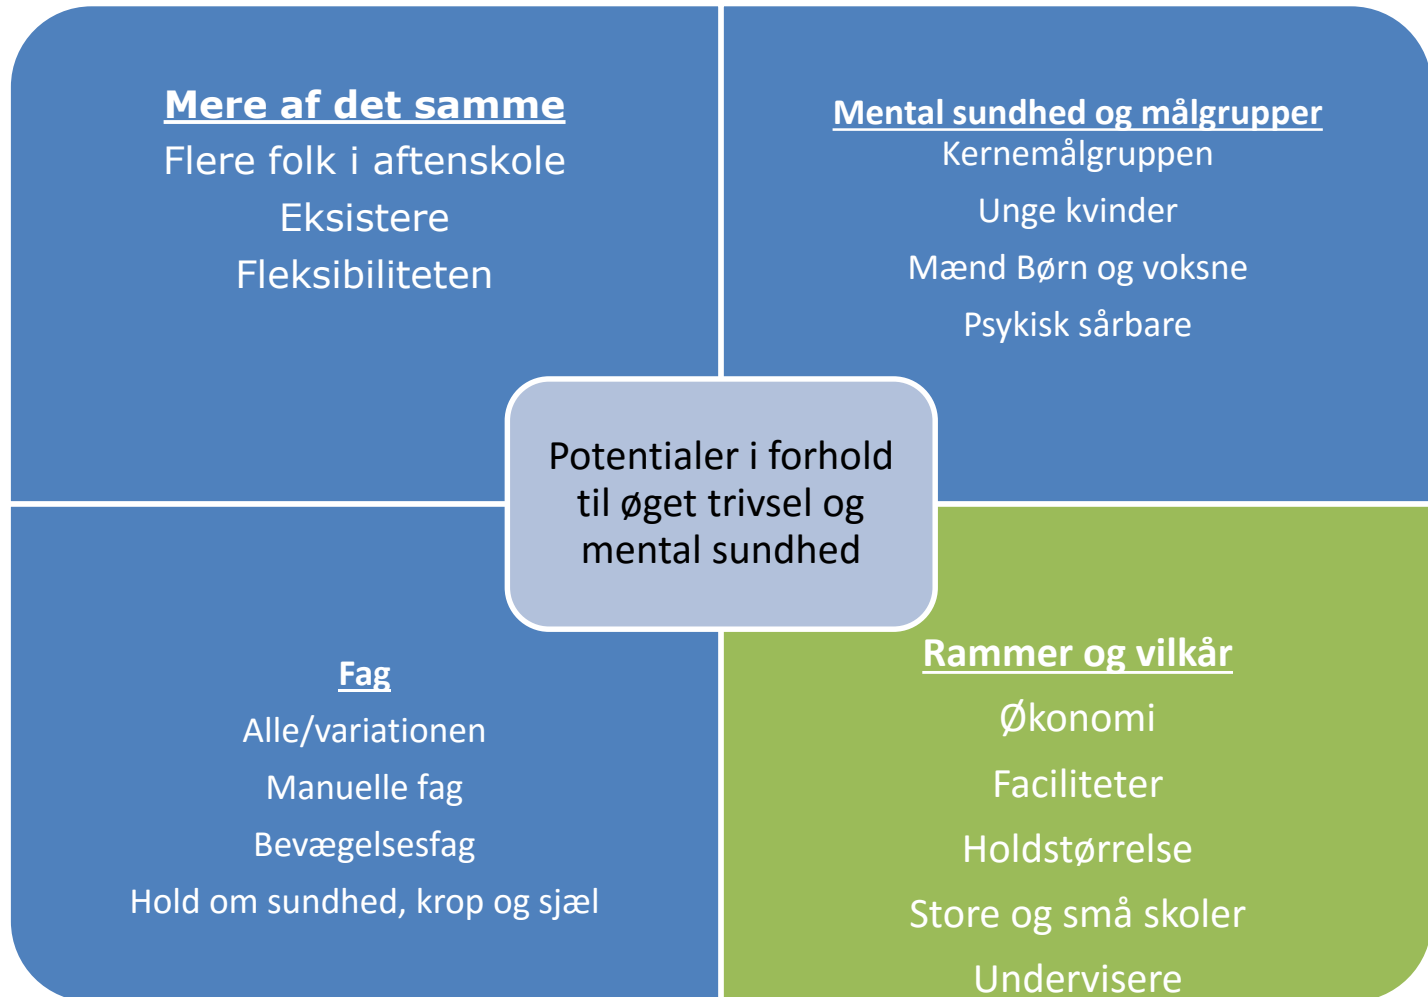 Mere af det samme
Flere folk i aftenskole
Eksistere
Fleksibiliteten
Mental sundhed og målgrupper
Kernemålgruppen
Unge kvinder
Mænd Børn og voksne
Psykisk sårbare
Potentialer i forhold
til øget trivsel og
mental sundhed
Fag
Alle/variationen
Manuelle fag
Bevægelsesfag
Hold om sundhed, krop og sjæl
Rammer og vilkår
Økonomi
Faciliteter
Holdstørrelse
Store og små skoler
Undervisere